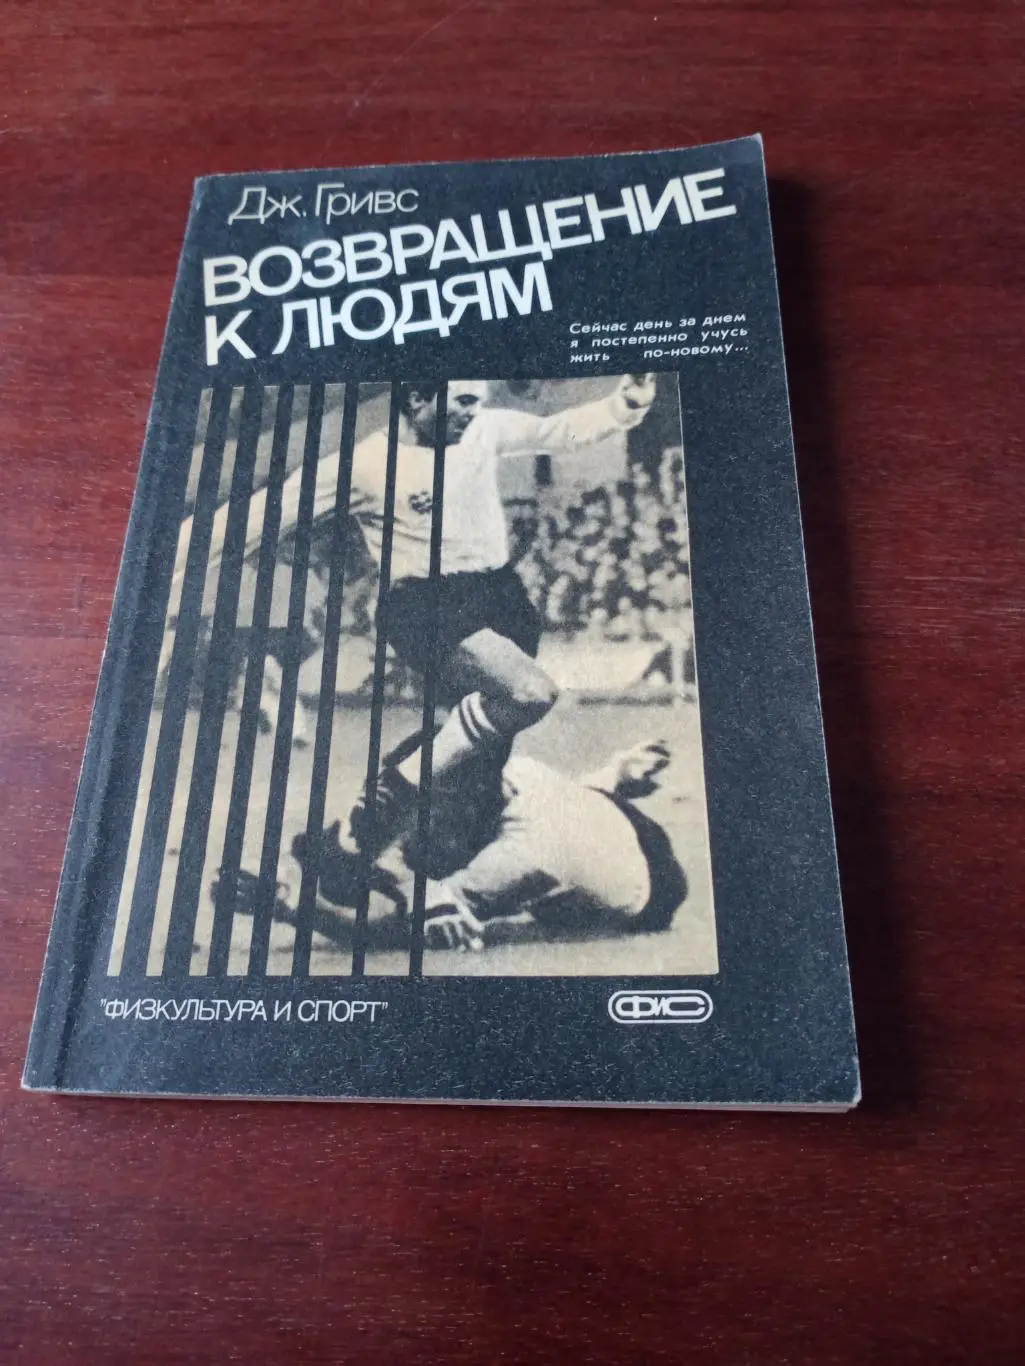 Дж. Гривс
ВОЗВРАЩЕНИЕ
К ЛЮДЯМ
Сейчас день за днем
я постепенно учусь
жить по-новому...
"ФИЗКУЛЬТУРА И СПОРТ"
ФИС